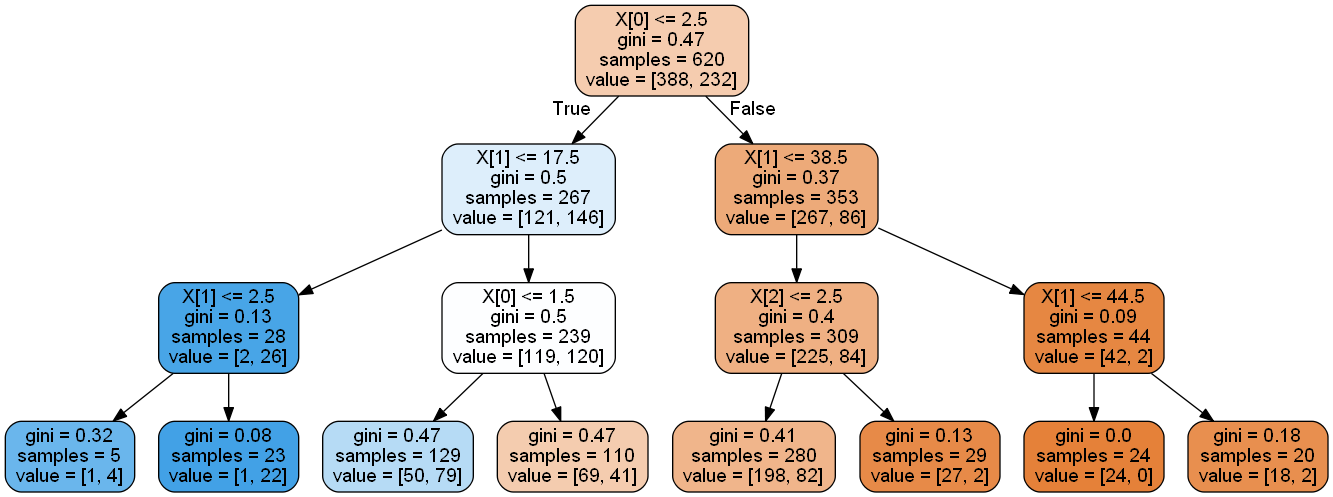 X[0] <= 2.5
gini = 0.47
samples = 620
value = [388, 232]
True
False
X[1] <= 17.5
gini = 0.5
samples = 267
value = [121, 146]
X[1] <= 38.5
gini = 0.37
samples = 353
value = [267, 86]
X[1] <= 2.5
gini = 0.13
samples = 28
value = [2, 26]
X[0] <= 1.5
gini = 0.5
samples = 239
value = [119, 120]
X[2] <= 2.5
gini = 0.4
samples = 309
value = [225, 84]
X[1] <= 44.5
gini = 0.09
samples = 44
value = [42, 2]
gini = 0.32
samples = 5
value = [1, 4]
gini = 0.08
samples = 23
value = [1, 22]
gini = 0.47
samples = 129
value = [50, 79]
gini = 0.47
samples = 110
value = [69, 41]
gini = 0.41
samples = 280
value = [198, 82]
gini = 0.13
samples = 29
value = [27, 2]
gini = 0.0
samples = 24
value = [24, 0]
gini = 0.18
samples = 20
value = [18, 2]